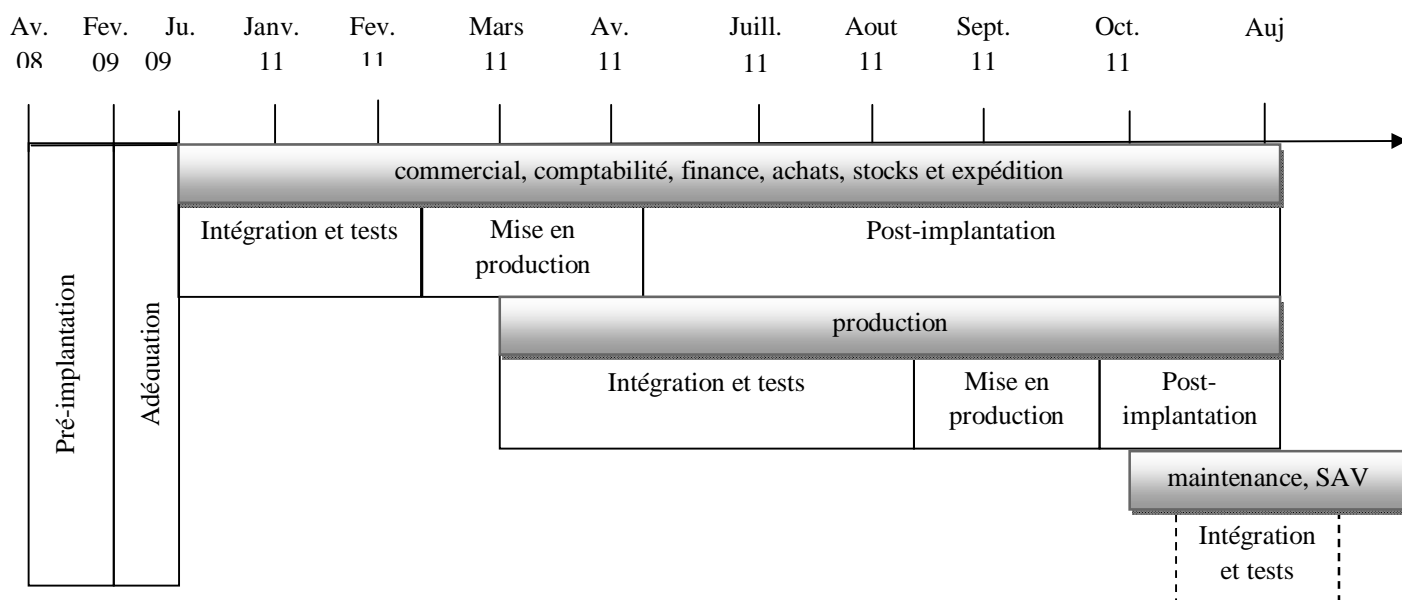 Av. Fev. Ju. Janv. Fev. Mars Av. Juill. Aout Sept. Oct. Auj
08 09 09 11 11 11 11 11 11 11 11
commercial, comptabilité, finance, achats, stocks et expédition
Intégration et tests
Mise en
production
Post-implantation
production
Intégration et tests
Mise en
production
Post-
implantation
maintenance, SAV
Intégration
et tests
Pré-implantation
Adéquation